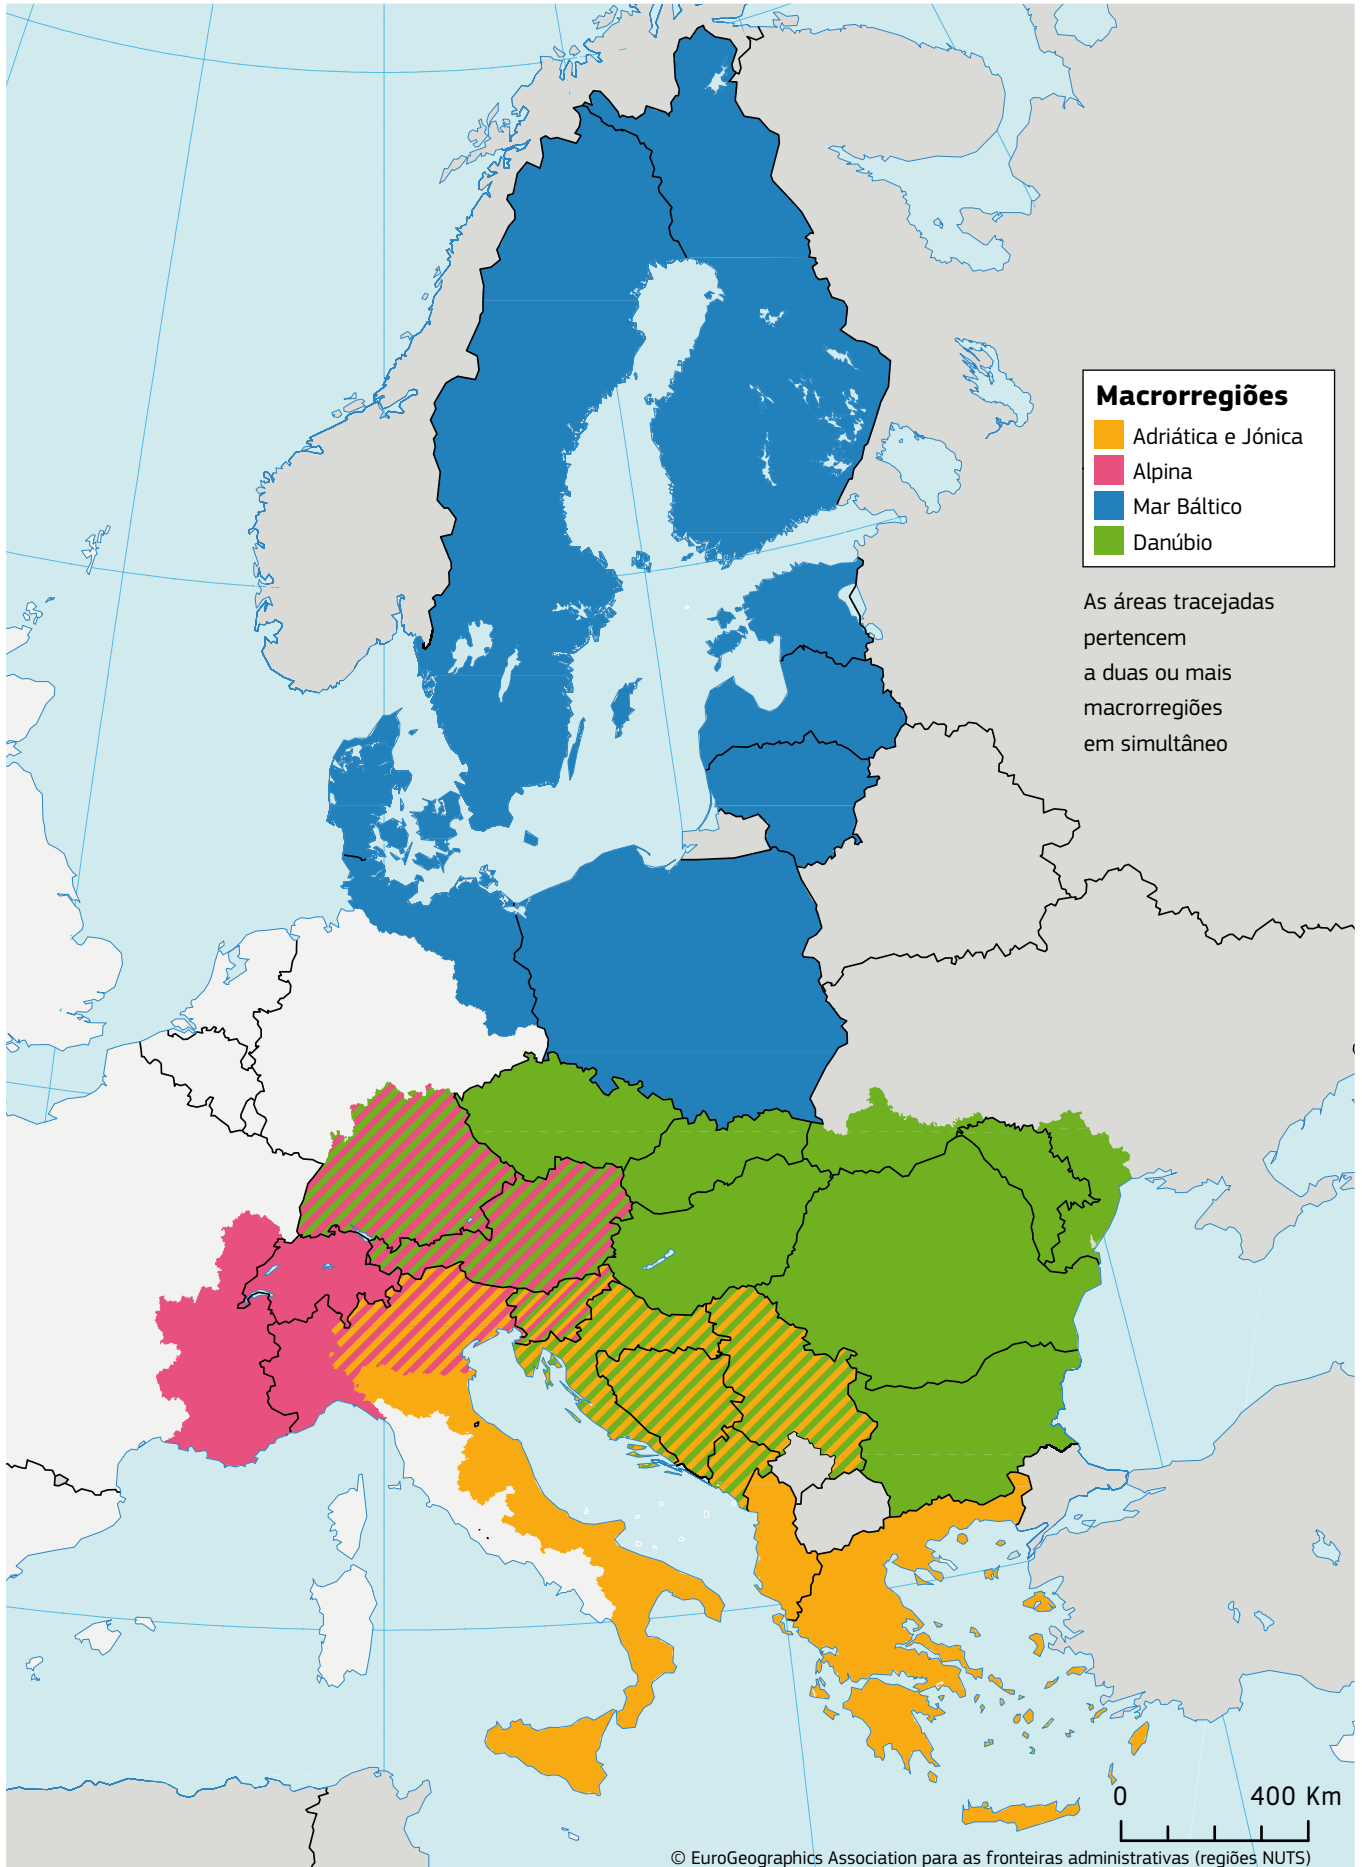 Macrorregiões
Adriática e Jónica
Alpina
Mar Báltico
Danúbio
As áreas tracejadas
pertencem
a duas ou mais
macrorregiões
em simultâneo
0 400 Km
© EuroGeographics Association para as fronteiras administrativas (regiões NUTS)